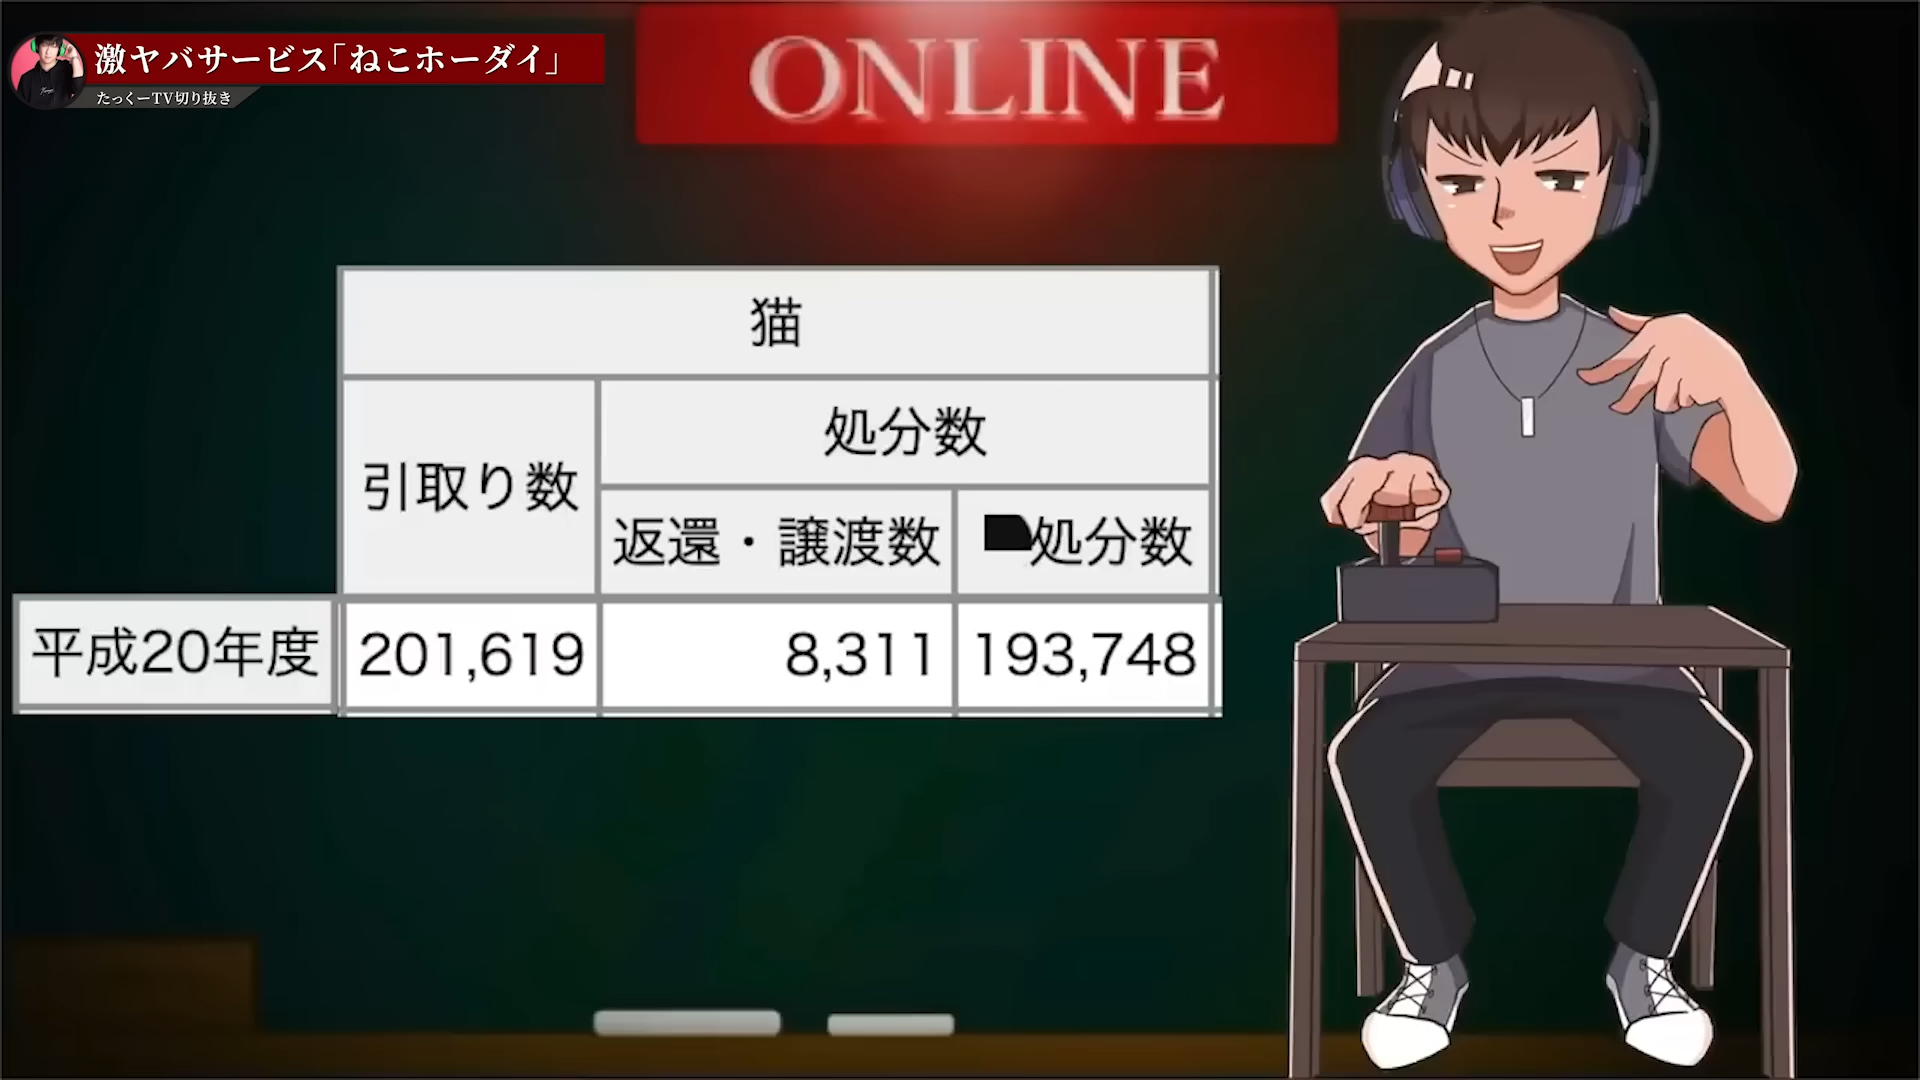 激ヤバサービス「ねこホーダイ」
たっくーTV切り抜き
ONLINE
猫
引取り数
処分数
返還・譲渡数
処分数
平成20年度 201,619 8,311 193,748